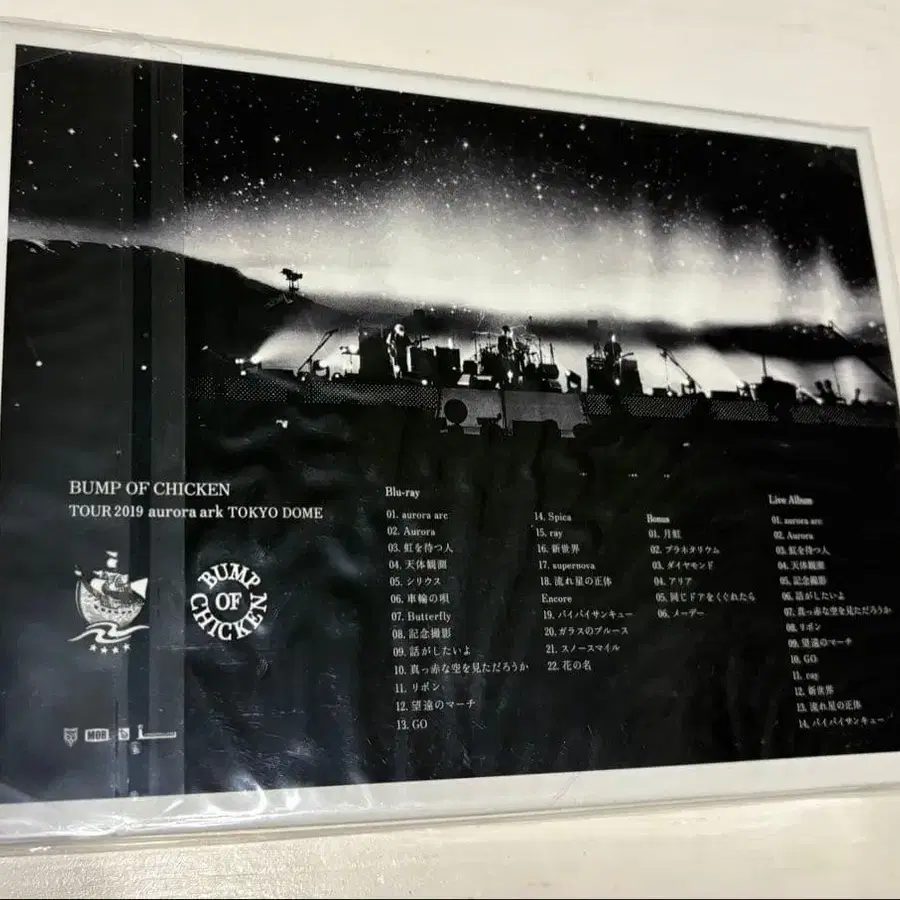 BUMP OF CHICKEN
TOUR 2019 aurora ark TOKYO DOME
BUMP
OF
CHICKEN
MOR
Blu-ray
01. aurora arc
02. Aurora
03. 虹を待つ人
04. 天体観測
05. シリウス
06. 車輪の唄
07. Butterfly
08. 記念撮影
09. 話がしたいよ
10. 真っ赤な空を見ただろうか
11. リボン
12. 望遠のマーチ
13. GO
14. Spica
15. ray
16. 新世界
17. supernova
18. 流れ星の正体
Encore
19. バイバイサンキュー
20. ガラスのブルース
21. スノースマイル
22. 花の名
Bonus
01. 月虹
02. プラネタリウム
03. ダイヤモンド
04. アリア
05. 同じドアをくぐれたら
06. メーデー
Live Album
01. aurora arc
02. Aurora
03. 虹を待つ人
04. 天体観測
05. 記念撮影
06. 話がしたいよ
07. 真っ赤な空を見ただろうか
08. リボン
09. 望遠のマーチ
10. GO
11. ray
12. 新世界
13. 流れ星の正体
14. バイバイサンキュー